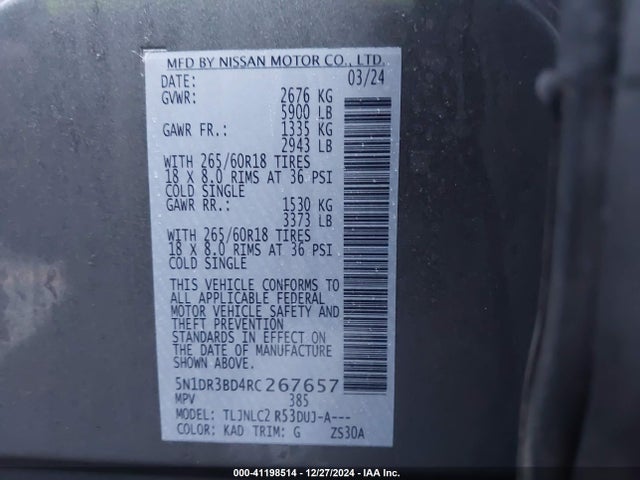 MFD BY NISSAN MOTOR CO., LTD.
DATE: 03/24
GVWR: 2676 KG
5900 LB
GAWR FR.: 1335 KG
2943 LB
WITH 265/60R18 TIRES
18 X 8.0 RIMS AT 36 PSI
COLD SINGLE
GAWR RR.: 1530 KG
3373 LB
WITH 265/60R18 TIRES
18 X 8.0 RIMS AT 36 PSI
COLD SINGLE
THIS VEHICLE CONFORMS TO
ALL APPLICABLE FEDERAL
MOTOR VEHICLE SAFETY AND
THEFT PREVENTION
STANDARDS IN EFFECT ON
THE DATE OF MANUFACTURE
SHOWN ABOVE.
5N1DR3BD4RC267657
MPV 385
MODEL: TLJNLC2 R53DUJ-A---
COLOR: KAD TRIM: G ZS30A
000-41198514 | 12/27/2024 - IAA Inc.